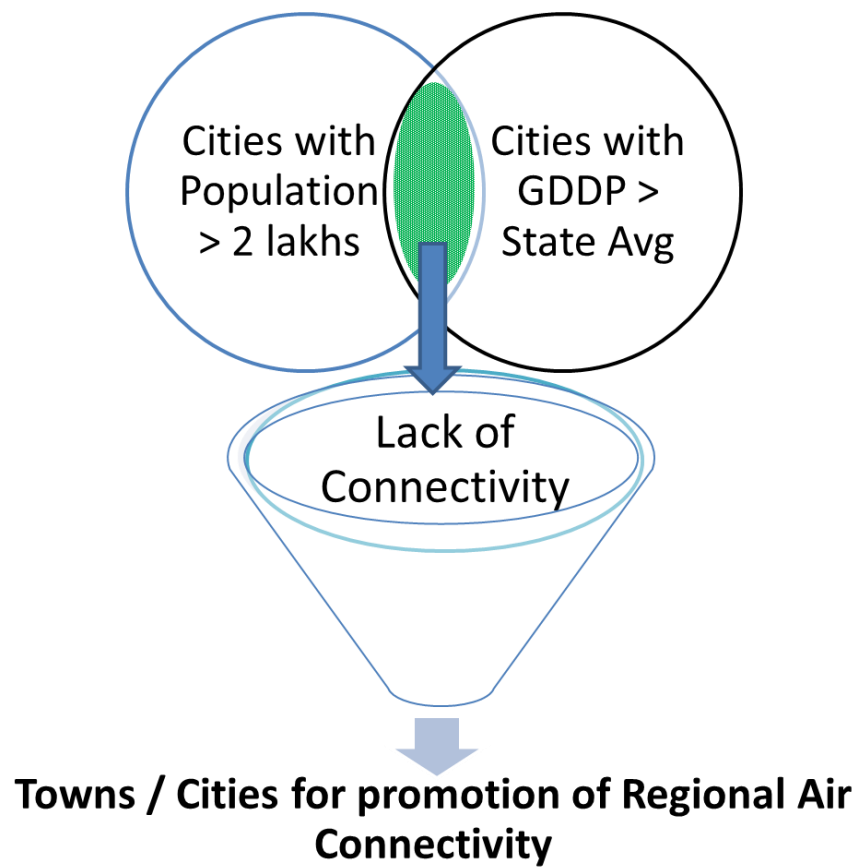 Cities with
Population
> 2 lakhs
Cities with
GDDP >
State Avg
Lack of
Connectivity
Towns / Cities for promotion of Regional Air
Connectivity